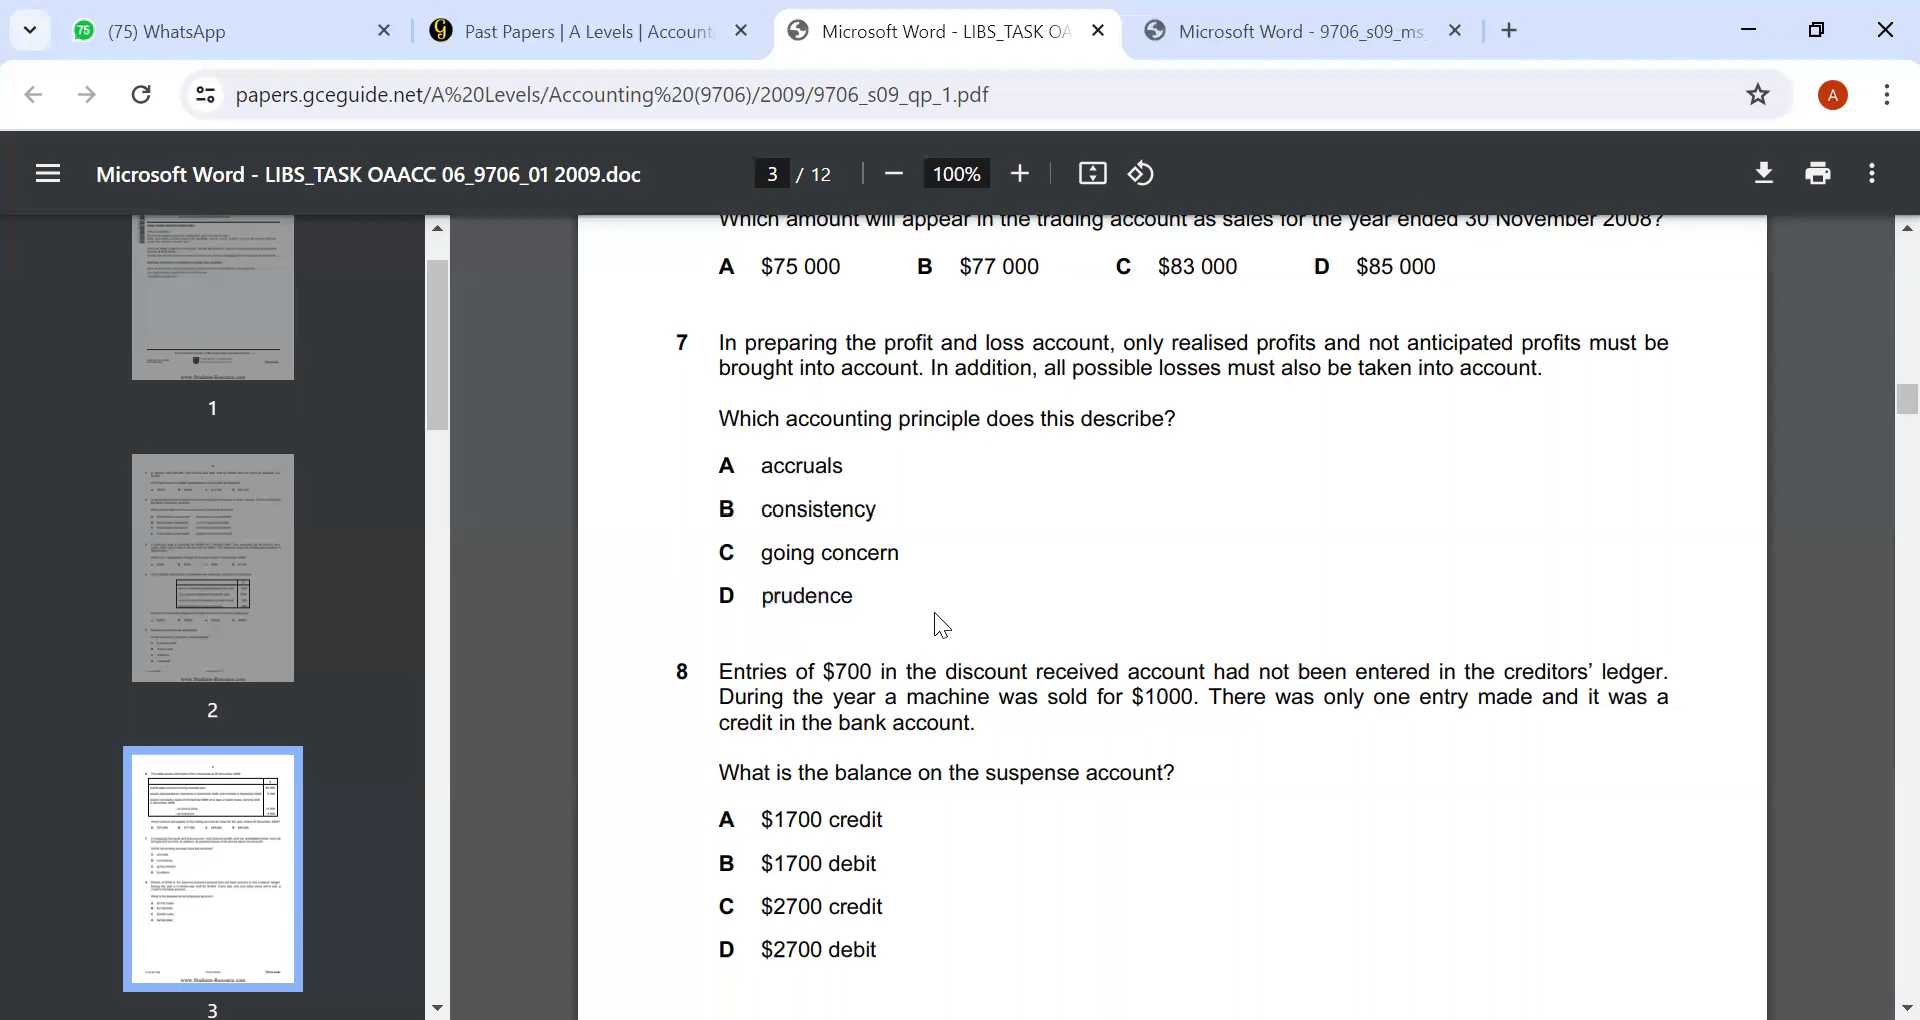 75 (75) WhatsApp
Past Papers | A Levels | Account
Microsoft Word - LIBS_TASK OA
Microsoft Word - 9706_s09_ms
papers.gceguide.net/A%20Levels/Accounting%20(9706)/2009/9706_s09_qp_1.pdf
A
Microsoft Word - LIBS_TASK OAACC 06_9706_01 2009.doc
3 / 12
100%
1
2
3
Which amount will appear in the trading account as sales for the year ended 30 November 2008?
A $75 000 B $77 000 C $83 000 D $85 000
7 In preparing the profit and loss account, only realised profits and not anticipated profits must be
brought into account. In addition, all possible losses must also be taken into account.
Which accounting principle does this describe?
A accruals
B consistency
C going concern
D prudence
8 Entries of $700 in the discount received account had not been entered in the creditors’ ledger.
During the year a machine was sold for $1000. There was only one entry made and it was a
credit in the bank account.
What is the balance on the suspense account?
A $1700 credit
B $1700 debit
C $2700 credit
D $2700 debit